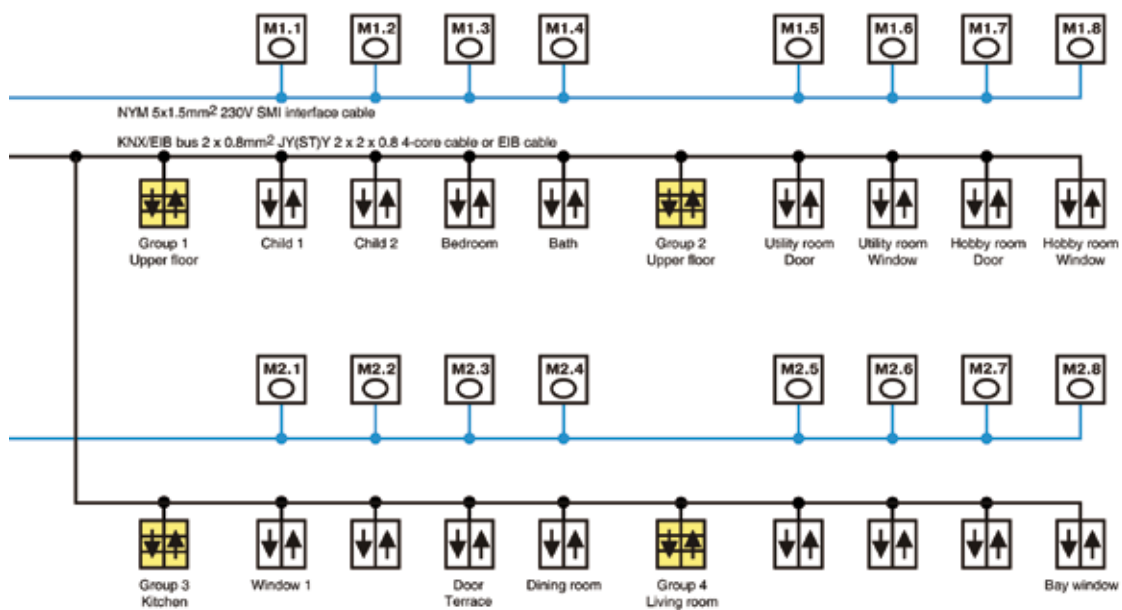 M1.1 M1.2 M1.3 M1.4 M1.5 M1.6 M1.7 M1.8
NYM 5x1.5mm² 230V SMI interface cable
KNX/EIB bus 2 x 0.8mm² JY(ST)Y 2 x 2 x 0.8 4-core cable or EIB cable
Group 1 Child 1 Child 2 Bedroom Bath Group 2 Utility room Utility room Hobby room Hobby room
Upper floor Upper floor Door Window Door Window
M2.1 M2.2 M2.3 M2.4 M2.5 M2.6 M2.7 M2.8
Group 3 Window 1 Door Dining room Group 4 Bay window
Kitchen Terrace Living room